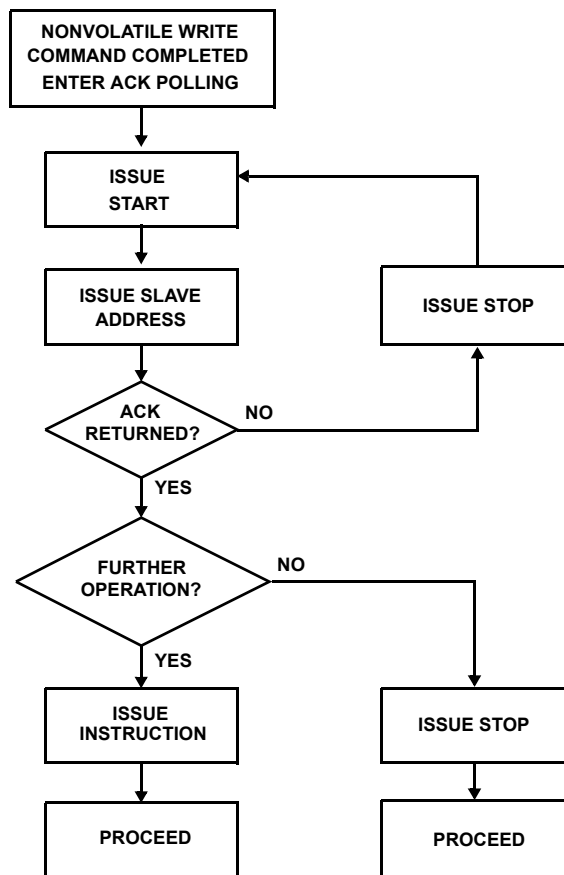 NONVOLATILE WRITE
COMMAND COMPLETED
ENTER ACK POLLING
ISSUE
START
ISSUE SLAVE
ADDRESS
ISSUE STOP
ACK
RETURNED?
NO
YES
FURTHER
OPERATION?
NO
YES
ISSUE
INSTRUCTION
ISSUE STOP
PROCEED
PROCEED